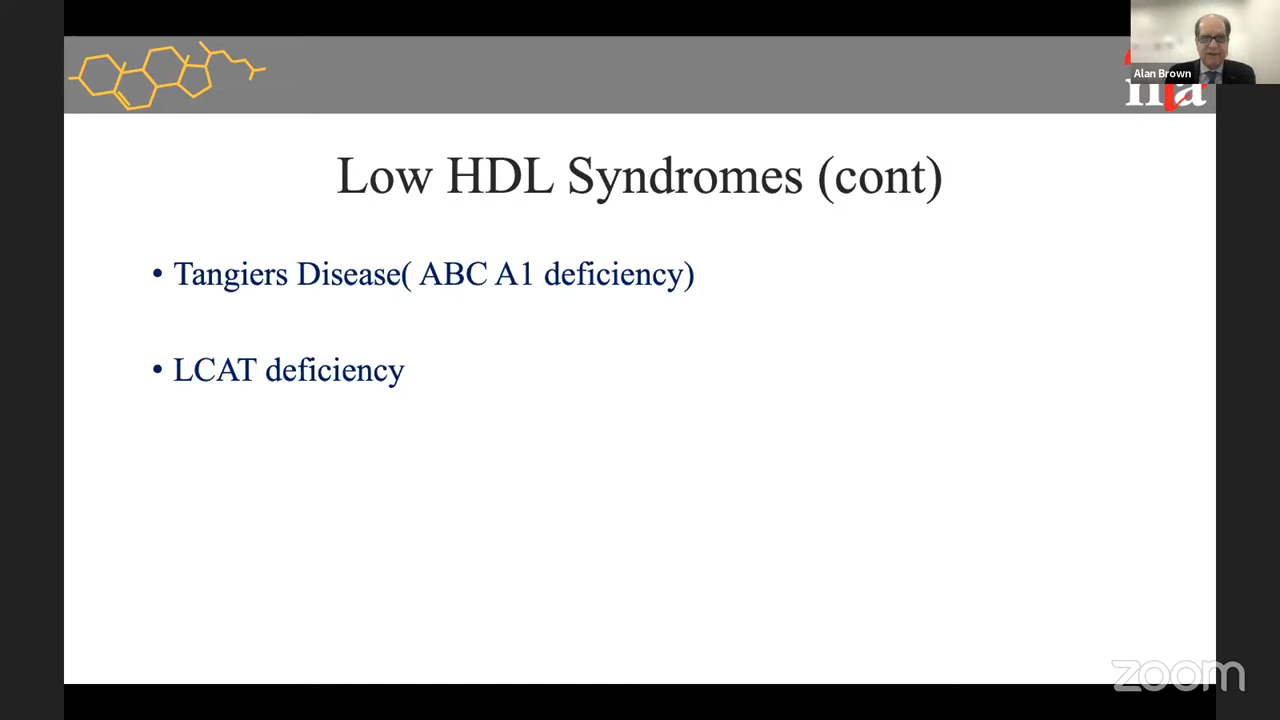 Alan Brown
Low HDL Syndromes (cont)
• Tangiers Disease( ABC A1 deficiency)
• LCAT deficiency
zoom